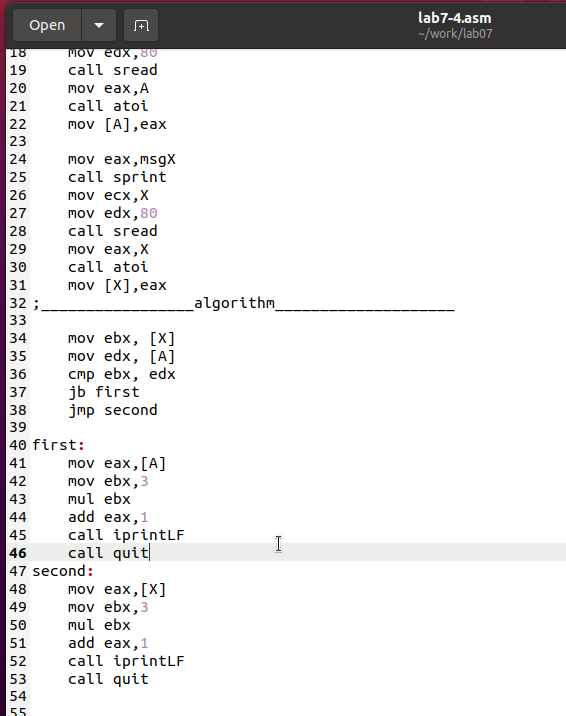 Open
lab7-4.asm
~/work/lab07
18    mov edx,80
19    call sread
20    mov eax,A
21    call atoi
22    mov [A],eax
23
24    mov eax,msgX
25    call sprint
26    mov ecx,X
27    mov edx,80
28    call sread
29    mov eax,X
30    call atoi
31    mov [X],eax
32 ;_________________algorithm____________________
33
34    mov ebx, [X]
35    mov edx, [A]
36    cmp ebx, edx
37    jb first
38    jmp second
39
40 first:
41    mov eax,[A]
42    mov ebx,3
43    mul ebx
44    add eax,1
45    call iprintLF
46    call quit
47 second:
48    mov eax,[X]
49    mov ebx,3
50    mul ebx
51    add eax,1
52    call iprintLF
53    call quit
54
55